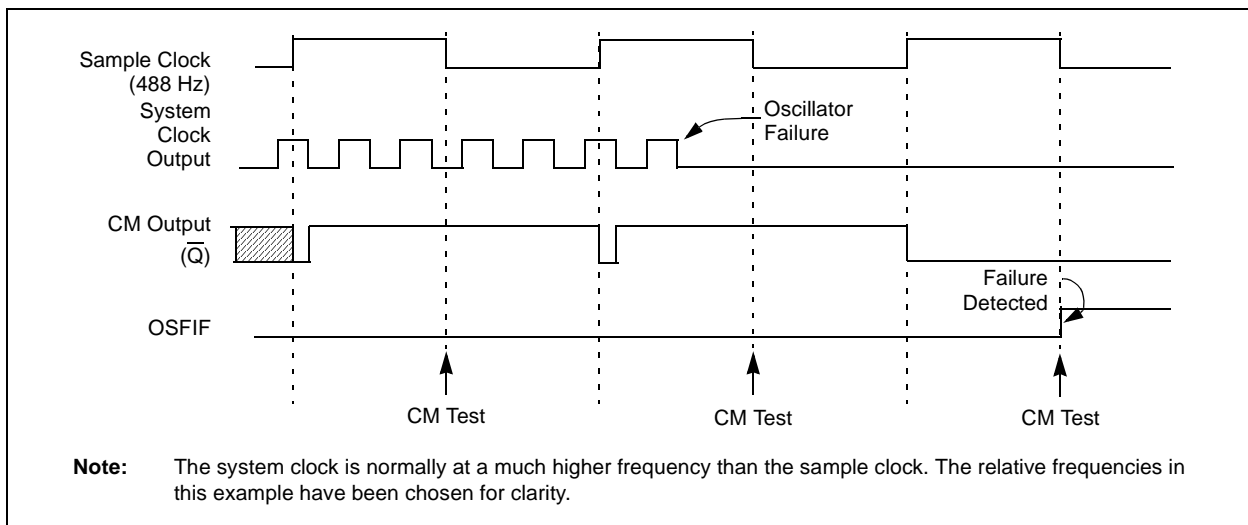 Sample Clock
(488 Hz)
System
Clock
Output
Oscillator
Failure
CM Output
(Q̅)
Failure
Detected
OSFIF
CM Test
CM Test
CM Test
Note: The system clock is normally at a much higher frequency than the sample clock. The relative frequencies in
this example have been chosen for clarity.